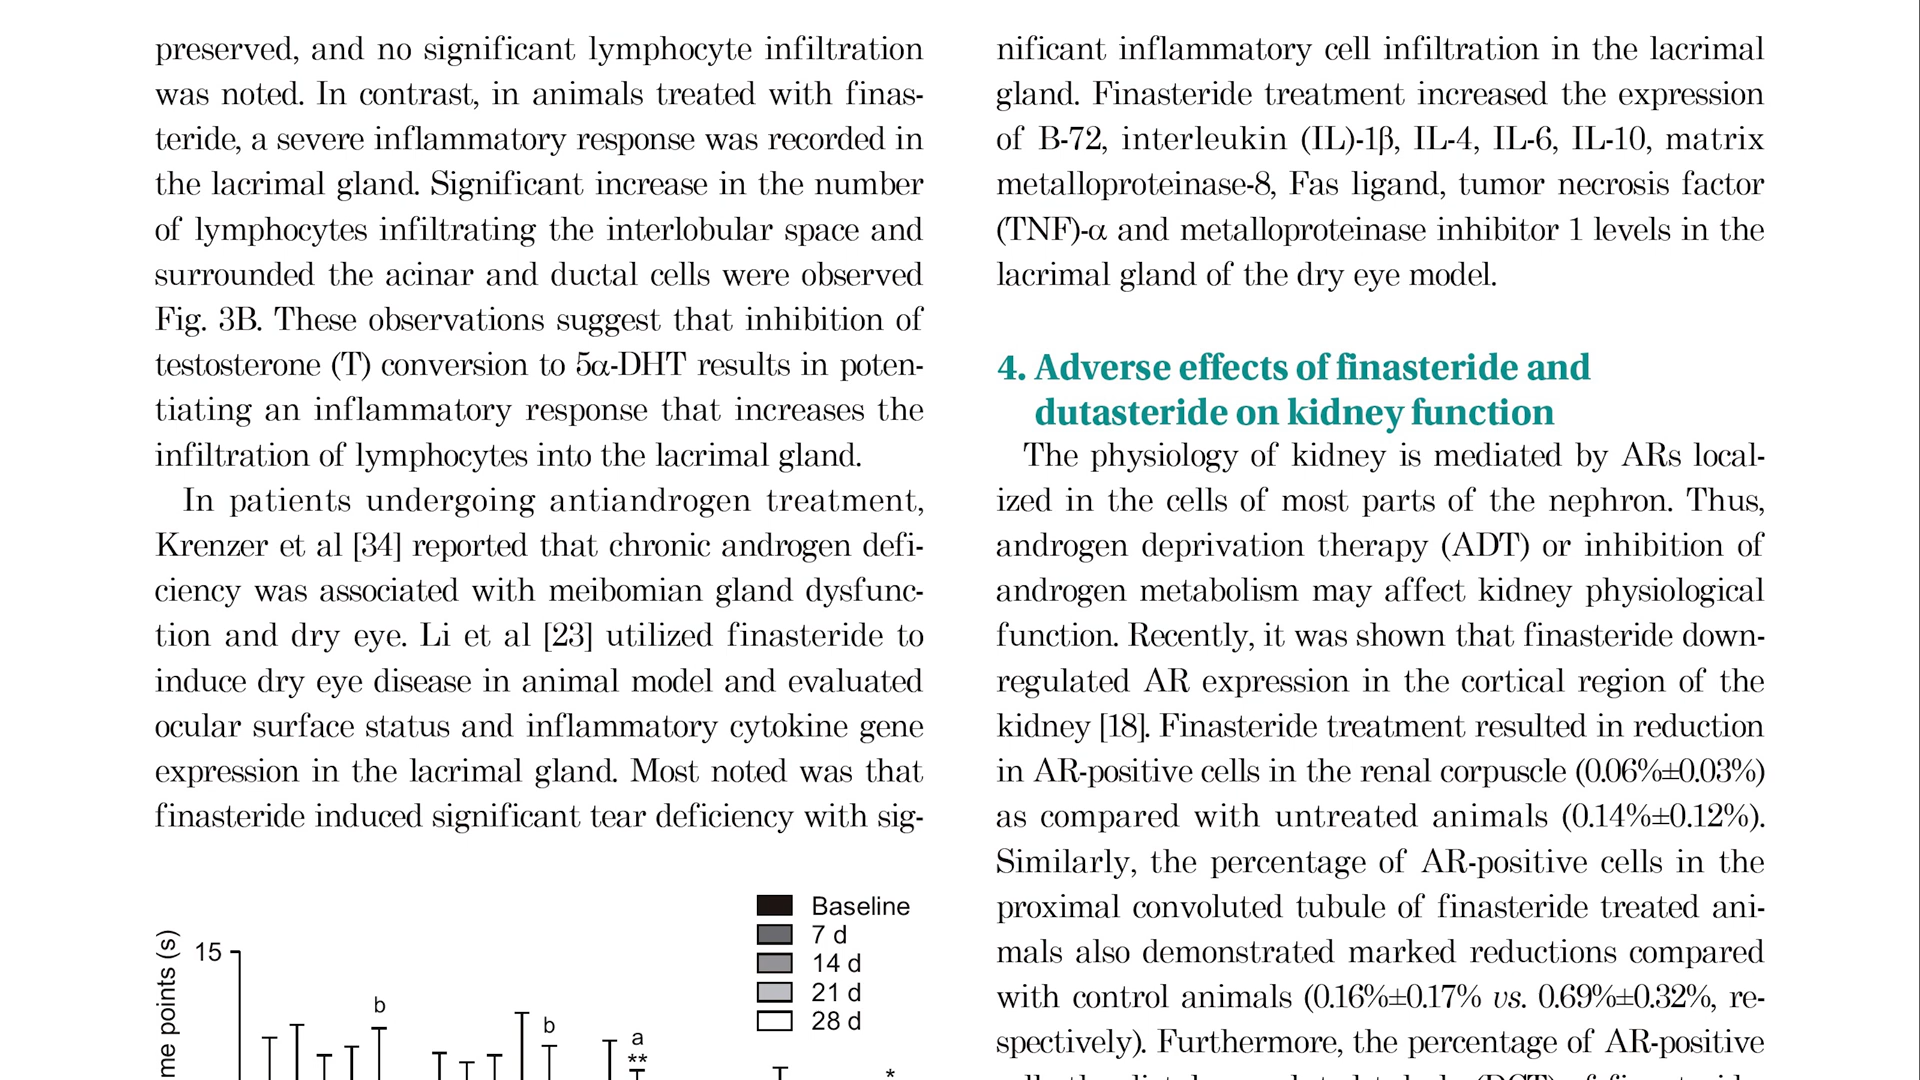 preserved, and no significant lymphocyte infiltration
was noted. In contrast, in animals treated with finas-
teride, a severe inflammatory response was recorded in
the lacrimal gland. Significant increase in the number
of lymphocytes infiltrating the interlobular space and
surrounded the acinar and ductal cells were observed
Fig. 3B. These observations suggest that inhibition of
testosterone (T) conversion to 5α-DHT results in poten-
tiating an inflammatory response that increases the
infiltration of lymphocytes into the lacrimal gland.
In patients undergoing antiandrogen treatment,
Krenzer et al [34] reported that chronic androgen defi-
ciency was associated with meibomian gland dysfunc-
tion and dry eye. Li et al [23] utilized finasteride to
induce dry eye disease in animal model and evaluated
ocular surface status and inflammatory cytokine gene
expression in the lacrimal gland. Most noted was that
finasteride induced significant tear deficiency with sig-
me points (s)
15
b
b
a
**
*
Baseline
7 d
14 d
21 d
28 d
nificant inflammatory cell infiltration in the lacrimal
gland. Finasteride treatment increased the expression
of B-72, interleukin (IL)-1β, IL-4, IL-6, IL-10, matrix
metalloproteinase-8, Fas ligand, tumor necrosis factor
(TNF)-α and metalloproteinase inhibitor 1 levels in the
lacrimal gland of the dry eye model.
4. Adverse effects of finasteride and
dutasteride on kidney function
The physiology of kidney is mediated by ARs local-
ized in the cells of most parts of the nephron. Thus,
androgen deprivation therapy (ADT) or inhibition of
androgen metabolism may affect kidney physiological
function. Recently, it was shown that finasteride down-
regulated AR expression in the cortical region of the
kidney [18]. Finasteride treatment resulted in reduction
in AR-positive cells in the renal corpuscle (0.06%±0.03%)
as compared with untreated animals (0.14%±0.12%).
Similarly, the percentage of AR-positive cells in the
proximal convoluted tubule of finasteride treated ani-
mals also demonstrated marked reductions compared
with control animals (0.16%±0.17% vs. 0.69%±0.32%, re-
spectively). Furthermore, the percentage of AR-positive